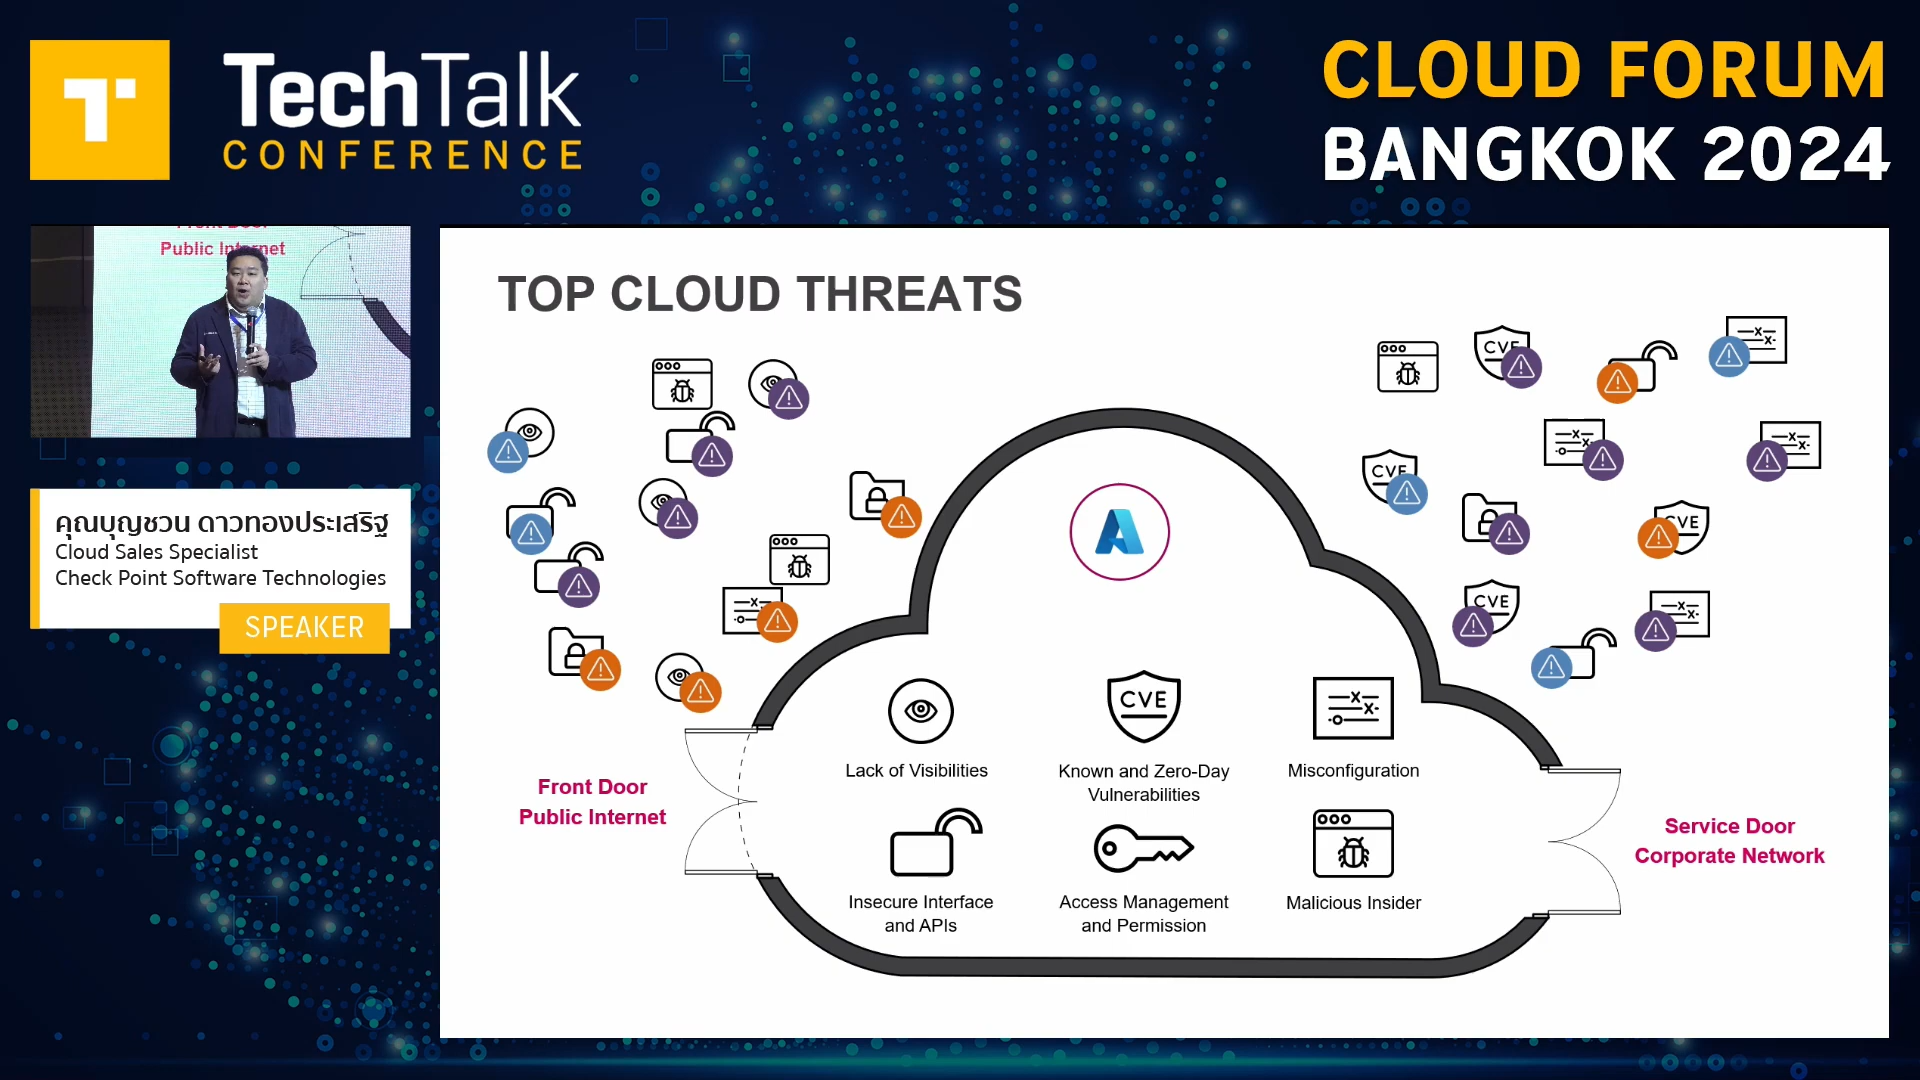 TechTalk
CONFERENCE
CLOUD FORUM
BANGKOK 2024
Public Internet
คุณบุญชวน ดาวทองประเสริฐ
Cloud Sales Specialist
Check Point Software Technologies
SPEAKER
TOP CLOUD THREATS
CVE
CVE
CVE
CVE
Front Door
Public Internet
Lack of Visibilities
CVE
Known and Zero-Day
Vulnerabilities
Misconfiguration
Insecure Interface
and APIs
Access Management
and Permission
Malicious Insider
Service Door
Corporate Network